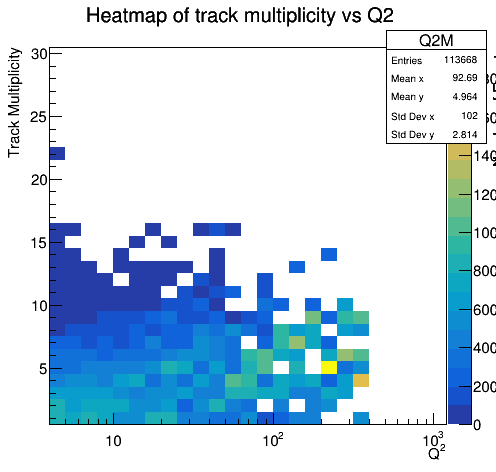 Heatmap of track multiplicity vs Q2
Q2M
Entries 113668
Mean x 92.69
Mean y 4.964
Std Dev x 102
Std Dev y 2.814
Track Multiplicity
30
25
20
15
10
5
10
10²
10³
Q²
140
120
1000
800
600
400
200
0